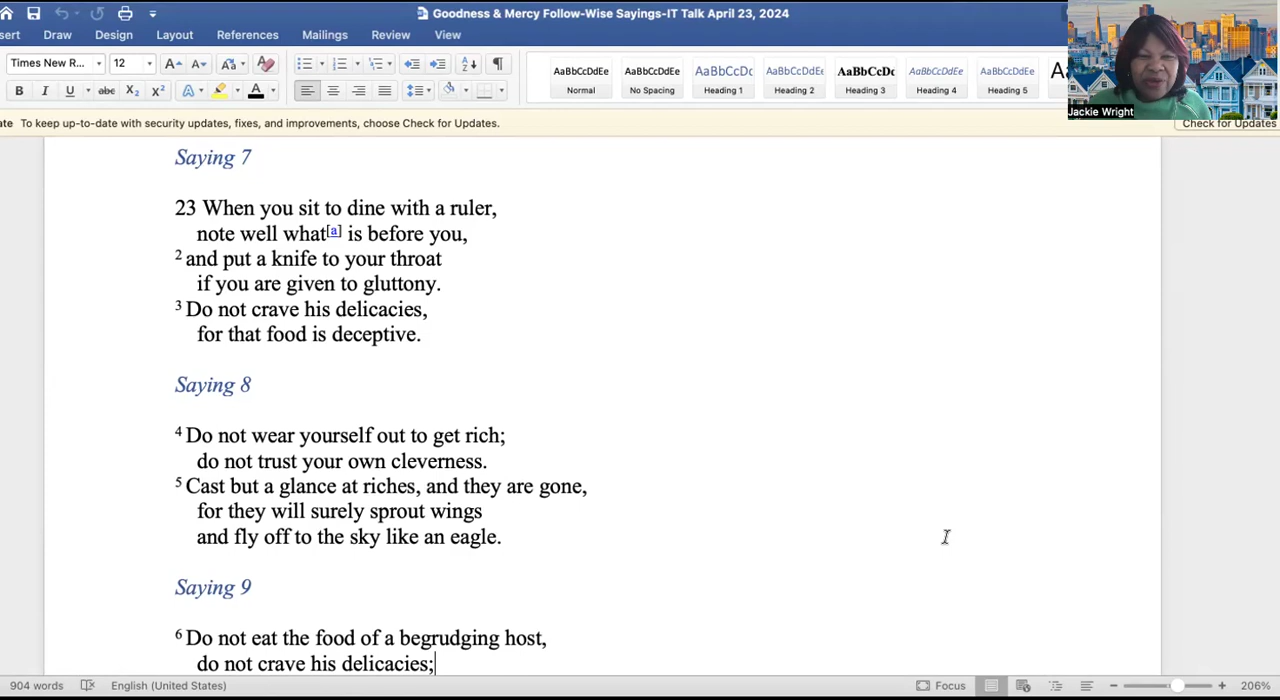 Goodness & Mercy Follow-Wise Sayings-IT Talk April 23, 2024
sert Draw Design Layout References Mailings Review View
Times New R... 12
AaBbCcDdEe AaBbCcDdEe AaBbCcDc AaBbCcDdEe AaBbCcDc AaBbCcDdEe AaBbCcDdEe
Normal No Spacing Heading 1 Heading 2 Heading 3 Heading 4 Heading 5
Jackie Wright
ate To keep up-to-date with security updates, fixes, and improvements, choose Check for Updates.
Check for Updates
Saying 7
23 When you sit to dine with a ruler,
note well what[a] is before you,
2 and put a knife to your throat
if you are given to gluttony.
3 Do not crave his delicacies,
for that food is deceptive.
Saying 8
4 Do not wear yourself out to get rich;
do not trust your own cleverness.
5 Cast but a glance at riches, and they are gone,
for they will surely sprout wings
and fly off to the sky like an eagle.
Saying 9
6 Do not eat the food of a begrudging host,
do not crave his delicacies;
904 words English (United States) Focus 206%